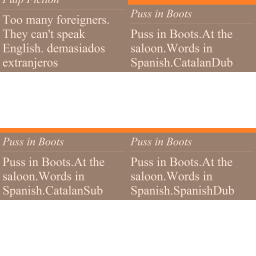 Pulp Fiction
Too many foreigners.
They can't speak
English. demasiados
extranjeros
Puss in Boots
Puss in Boots.At the
saloon.Words in
Spanish.CatalanDub
Puss in Boots
Puss in Boots.At the
saloon.Words in
Spanish.CatalanSub
Puss in Boots
Puss in Boots.At the
saloon.Words in
Spanish.SpanishDub